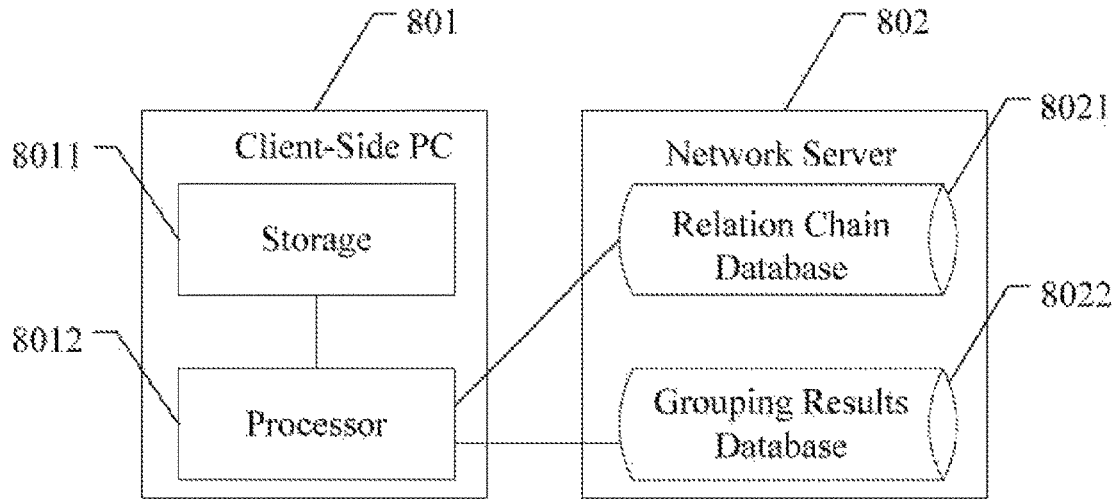 801
802
8021
8011
Client-Side PC
Network Server
Storage
Relation Chain
Database
8012
8022
Processor
Grouping Results
Database